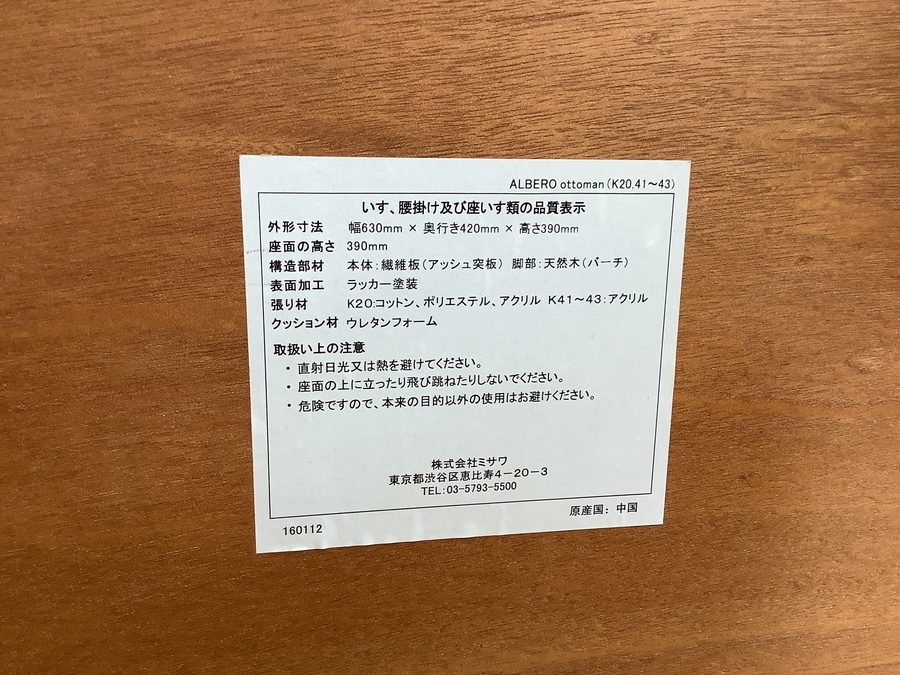 ALBERO ottoman(K20,41～43)
いす、腰掛け及び座いす類の品質表示
外形寸法 幅630mm × 奥行き420mm × 高さ390mm
座面の高さ 390mm
構造部材 本体:繊維板(アッシュ突板) 脚部:天然木(バーチ)
表面加工 ラッカー塗装
張り材 K20:コットン、ポリエステル、アクリル K41～43:アクリル
クッション材 ウレタンフォーム
取扱い上の注意
・ 直射日光又は熱を避けてください。
・ 座面の上に立ったり飛び跳ねたりしないでください。
・ 危険ですので、本来の目的以外の使用はお避けください。
株式会社ミサワ
東京都渋谷区恵比寿4-20-3
TEL:03-5793-5500
原産国: 中国
160112